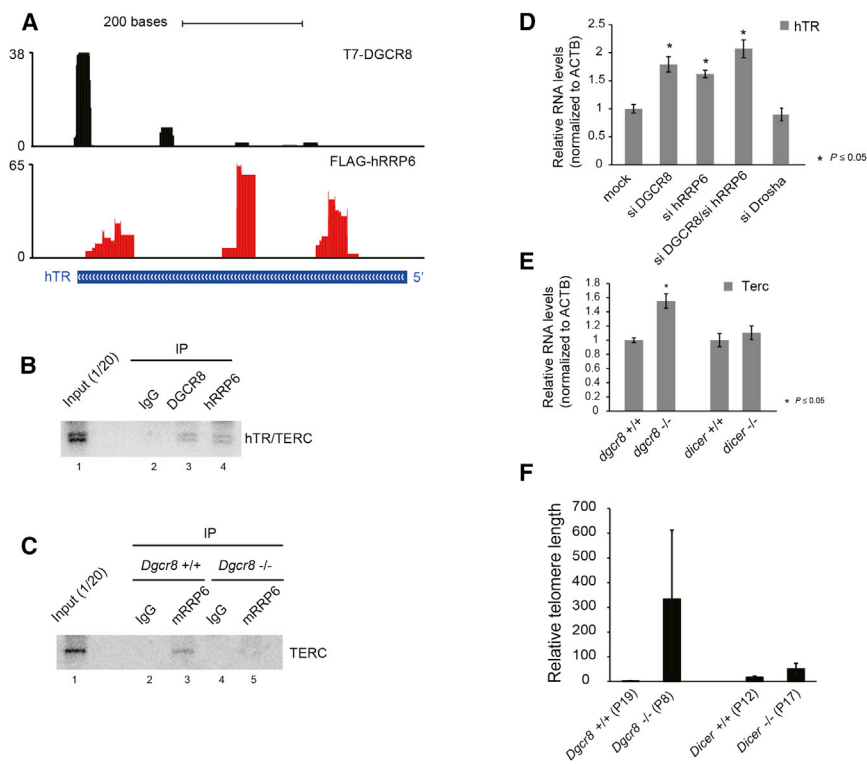 A
200 bases
38
T7-DGCR8
0
65
FLAG-hRRP6
0
hTR
5'
B
IP
Input (1/20)
IgG
DGCR8
hRRP6
hTR/TERC
1 2 3 4
C
IP
Dgcr8 +/+ Dgcr8 -/-
Input (1/20)
IgG
mRRP6
IgG
mRRP6
TERC
1 2 3 4 5
D
Relative RNA levels
(normalized to ACTB)
2.5
2
1.5
1
0.5
0
hTR
* * *
* P ≤ 0.05
mock
si DGCR8
si hRRP6
si DGCR8/si hRRP6
si Drosha
E
Relative RNA levels
(normalized to ACTB)
1.8
1.6
1.4
1.2
1
0.8
0.6
0.4
0.2
0
Terc
*
* P ≤ 0.05
dgcr8 +/+
dgcr8 -/-
dicer +/+
dicer -/-
F
Relative telomere length
700
600
500
400
300
200
100
0
Dgcr8 +/+ (P19)
Dgcr8 -/- (P8)
Dicer +/+ (P12)
Dicer -/- (P17)